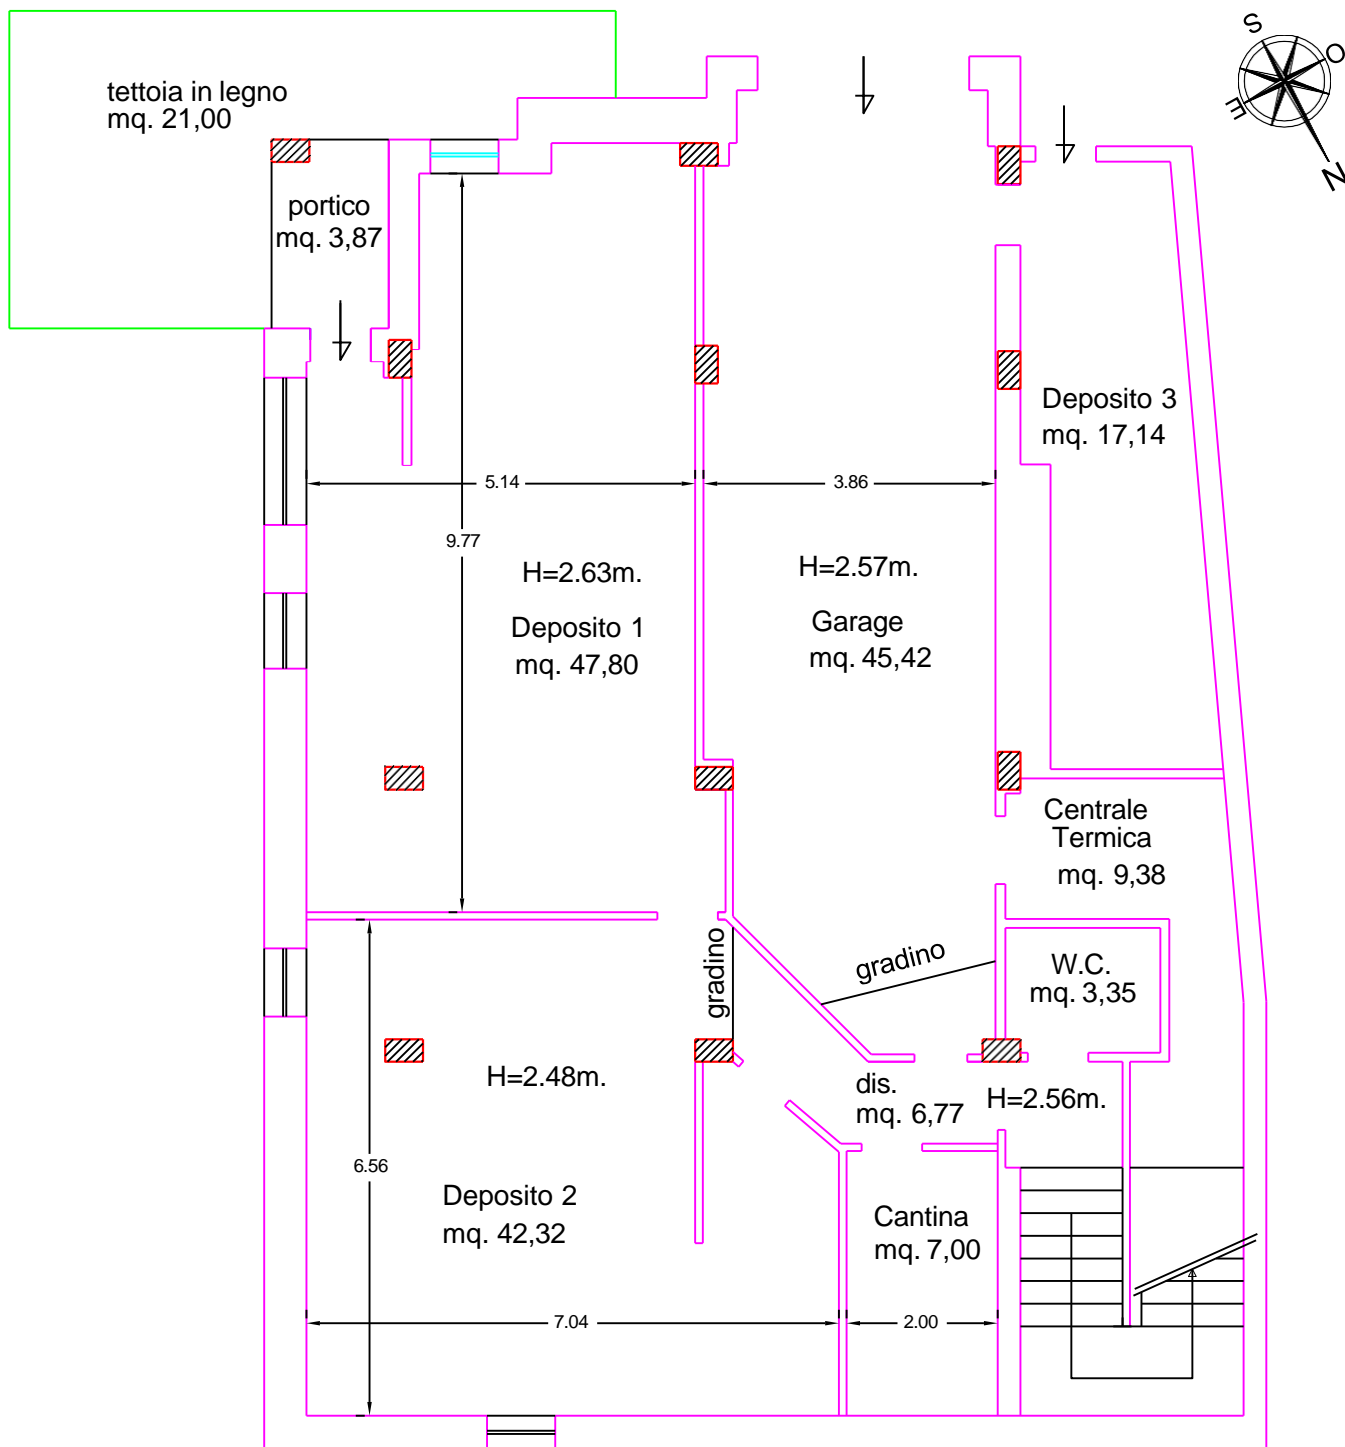 tettoia in legno
mq. 21,00
S
O
E
N
portico
mq. 3,87
Deposito 3
mq. 17,14
5.14
3.86
9.77
H=2.63m.
H=2.57m.
Deposito 1
mq. 47,80
Garage
mq. 45,42
Centrale
Termica
mq. 9,38
gradino
gradino
W.C.
mq. 3,35
H=2.48m.
dis.
mq. 6,77
H=2.56m.
6.56
Deposito 2
mq. 42,32
Cantina
mq. 7,00
7.04
2.00